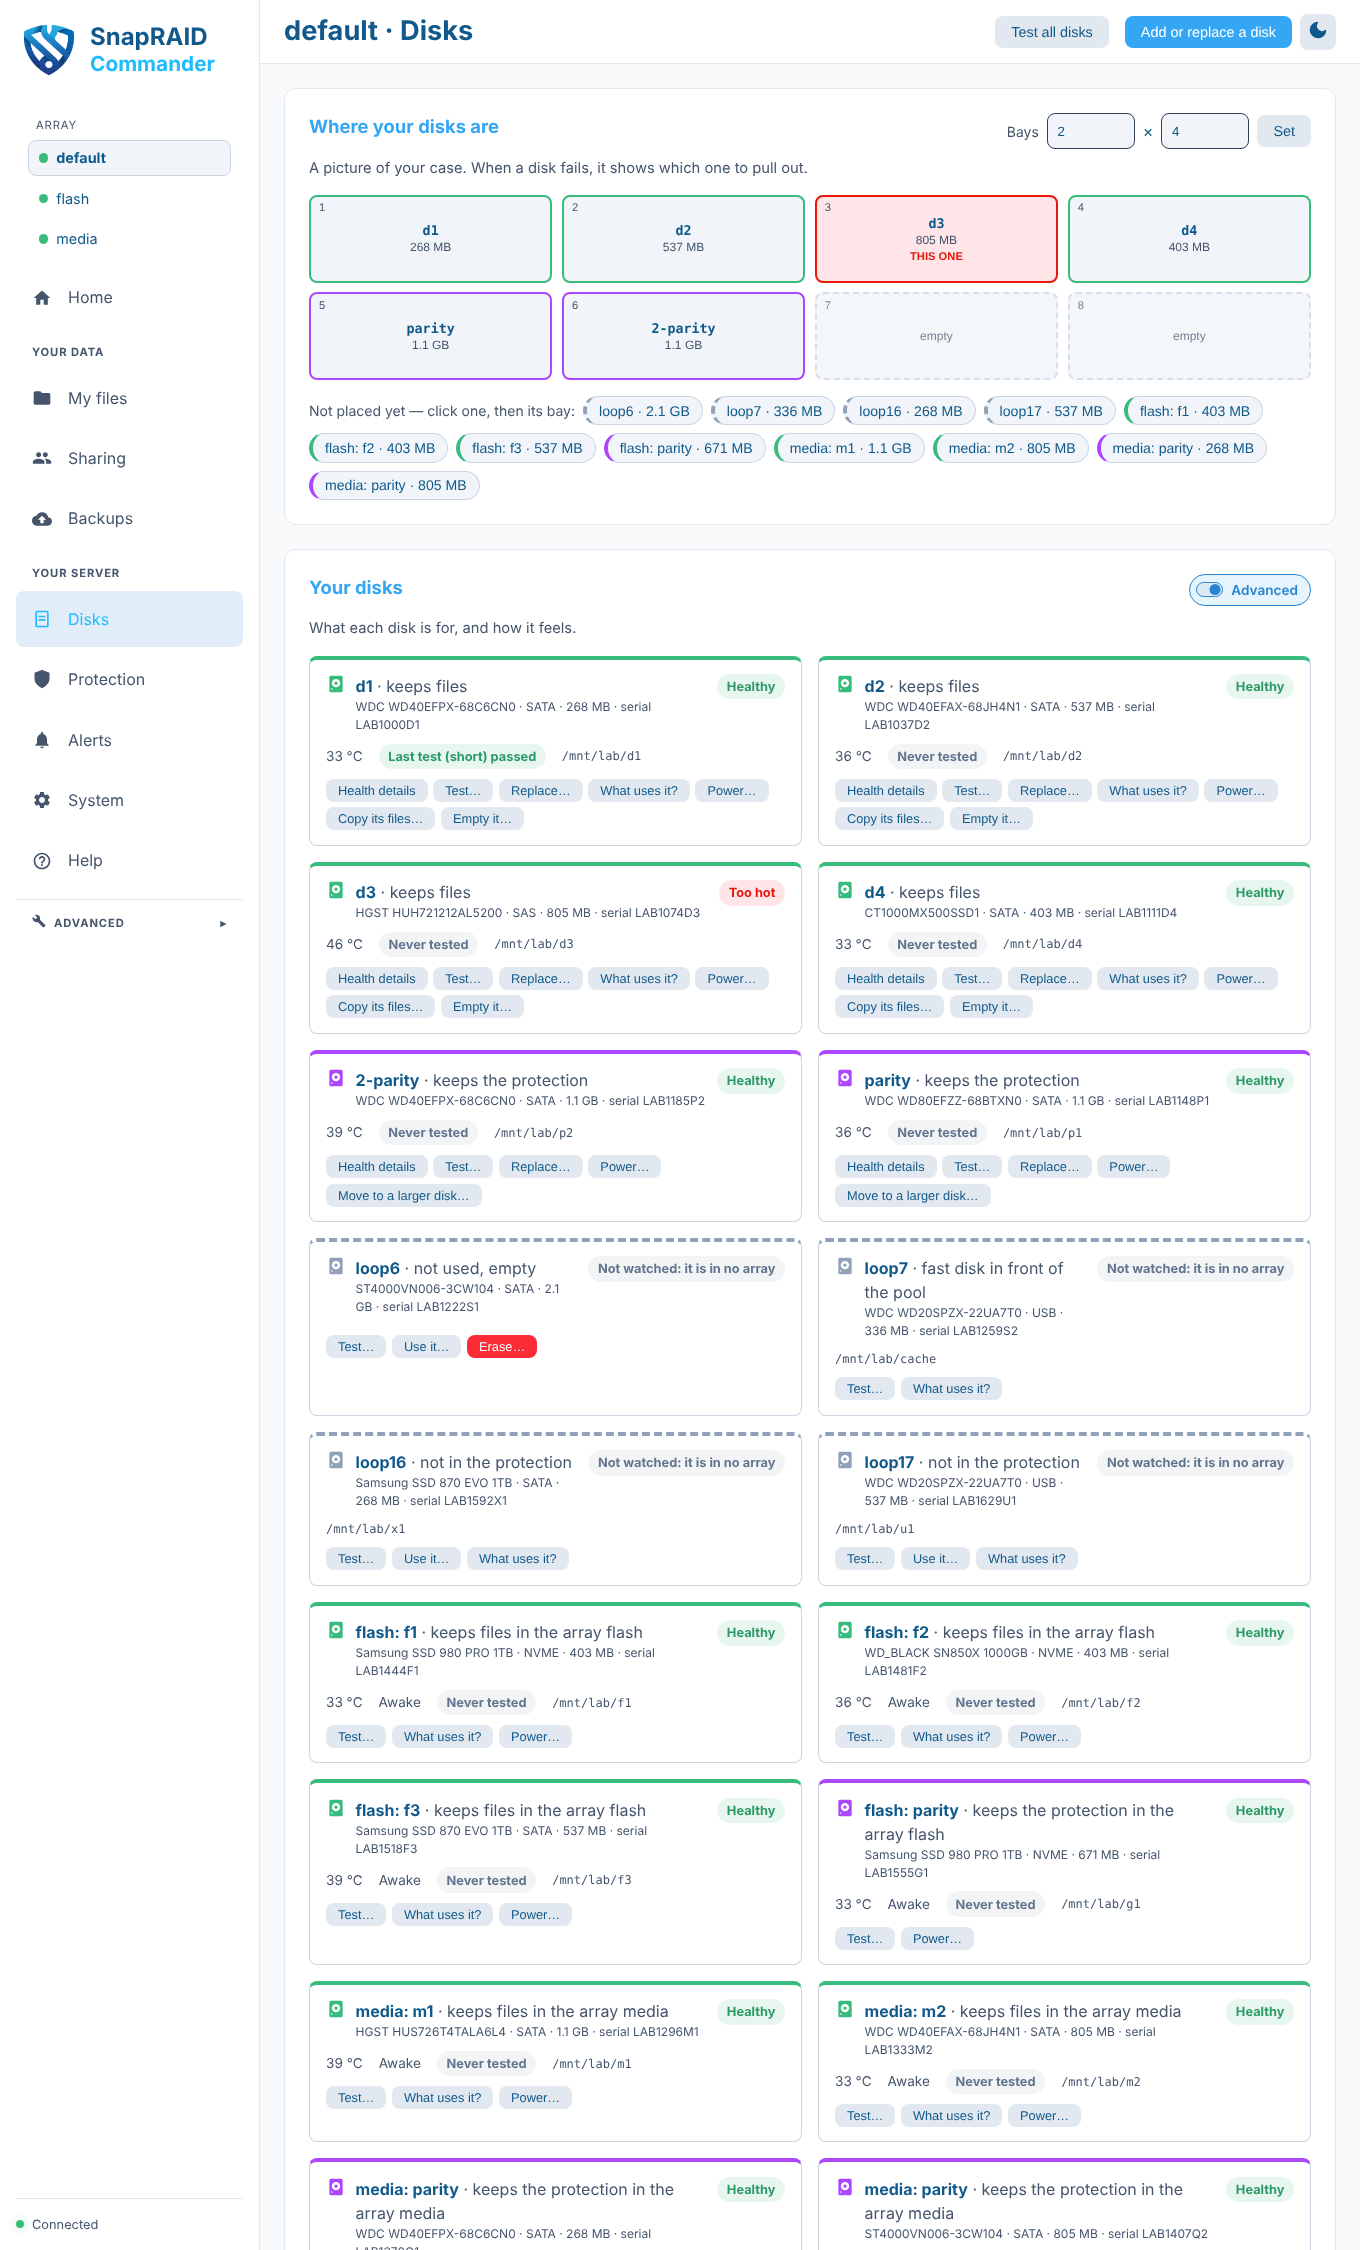 SnapRAID
Commander
ARRAY
default
flash
media
Home
YOUR DATA
My files
Sharing
Backups
YOUR SERVER
Disks
Protection
Alerts
System
Help
ADVANCED
Connected
default · Disks
Test all disks
Add or replace a disk
Where your disks are
Bays 2 × 4 Set
A picture of your case. When a disk fails, it shows which one to pull out.
1
d1
268 MB
2
d2
537 MB
3
d3
805 MB
THIS ONE
4
d4
403 MB
5
parity
1.1 GB
6
2-parity
1.1 GB
7
empty
8
empty
Not placed yet — click one, then its bay: loop6 · 2.1 GB loop7 · 336 MB loop16 · 268 MB loop17 · 537 MB flash: f1 · 403 MB
flash: f2 · 403 MB flash: f3 · 537 MB flash: parity · 671 MB media: m1 · 1.1 GB media: m2 · 805 MB media: parity · 268 MB
media: parity · 805 MB
Your disks
Advanced
What each disk is for, and how it feels.
d1 · keeps files Healthy
WDC WD40EFPX-68C6CN0 · SATA · 268 MB · serial
LAB1000D1
33 °C Last test (short) passed /mnt/lab/d1
Health details Test… Replace… What uses it? Power…
Copy its files… Empty it…
d2 · keeps files Healthy
WDC WD40EFAX-68JH4N1 · SATA · 537 MB · serial
LAB1037D2
36 °C Never tested /mnt/lab/d2
Health details Test… Replace… What uses it? Power…
Copy its files… Empty it…
d3 · keeps files Too hot
HGST HUH721212AL5200 · SAS · 805 MB · serial LAB1074D3
46 °C Never tested /mnt/lab/d3
Health details Test… Replace… What uses it? Power…
Copy its files… Empty it…
d4 · keeps files Healthy
CT1000MX500SSD1 · SATA · 403 MB · serial LAB1111D4
33 °C Never tested /mnt/lab/d4
Health details Test… Replace… What uses it? Power…
Copy its files… Empty it…
2-parity · keeps the protection Healthy
WDC WD40EFPX-68C6CN0 · SATA · 1.1 GB · serial LAB1185P2
39 °C Never tested /mnt/lab/p2
Health details Test… Replace… Power…
Move to a larger disk…
parity · keeps the protection Healthy
WDC WD80EFZZ-68BTXN0 · SATA · 1.1 GB · serial LAB1148P1
36 °C Never tested /mnt/lab/p1
Health details Test… Replace… Power…
Move to a larger disk…
loop6 · not used, empty Not watched: it is in no array
ST4000VN006-3CW104 · SATA · 2.1
GB · serial LAB1222S1
Test… Use it… Erase…
loop7 · fast disk in front of Not watched: it is in no array
the pool
WDC WD20SPZX-22UA7T0 · USB ·
336 MB · serial LAB1259S2
/mnt/lab/cache
Test… What uses it?
loop16 · not in the protection Not watched: it is in no array
Samsung SSD 870 EVO 1TB · SATA ·
268 MB · serial LAB1592X1
/mnt/lab/x1
Test… Use it… What uses it?
loop17 · not in the protection Not watched: it is in no array
WDC WD20SPZX-22UA7T0 · USB ·
537 MB · serial LAB1629U1
/mnt/lab/u1
Test… Use it… What uses it?
flash: f1 · keeps files in the array flash Healthy
Samsung SSD 980 PRO 1TB · NVME · 403 MB · serial
LAB1444F1
33 °C Awake Never tested /mnt/lab/f1
Test… What uses it? Power…
flash: f2 · keeps files in the array flash Healthy
WD_BLACK SN850X 1000GB · NVME · 403 MB · serial
LAB1481F2
36 °C Awake Never tested /mnt/lab/f2
Test… What uses it? Power…
flash: f3 · keeps files in the array flash Healthy
Samsung SSD 870 EVO 1TB · SATA · 537 MB · serial
LAB1518F3
39 °C Awake Never tested /mnt/lab/f3
Test… What uses it? Power…
flash: parity · keeps the protection in the Healthy
array flash
Samsung SSD 980 PRO 1TB · NVME · 671 MB · serial
LAB1555G1
33 °C Awake Never tested /mnt/lab/g1
Test… Power…
media: m1 · keeps files in the array media Healthy
HGST HUS726T4TALA6L4 · SATA · 1.1 GB · serial LAB1296M1
39 °C Awake Never tested /mnt/lab/m1
Test… What uses it? Power…
media: m2 · keeps files in the array media Healthy
WDC WD40EFAX-68JH4N1 · SATA · 805 MB · serial
LAB1333M2
33 °C Awake Never tested /mnt/lab/m2
Test… What uses it? Power…
media: parity · keeps the protection in the Healthy
array media
WDC WD40EFPX-68C6CN0 · SATA · 268 MB · serial
media: parity · keeps the protection in the Healthy
array media
ST4000VN006-3CW104 · SATA · 805 MB · serial LAB1407Q2